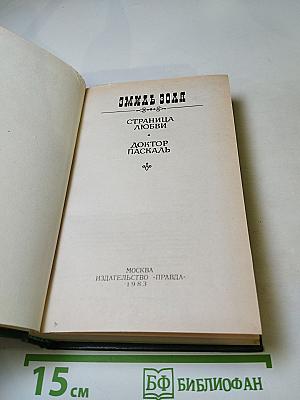 ЭМИЛЬ ЗОЛЯ
СТРАНИЦА
ЛЮБВИ
ДОКТОР
ПАСКАЛЬ
МОСКВА
ИЗДАТЕЛЬСТВО «ПРАВДА»
1983
15 см
БФ БИБЛИОФАН